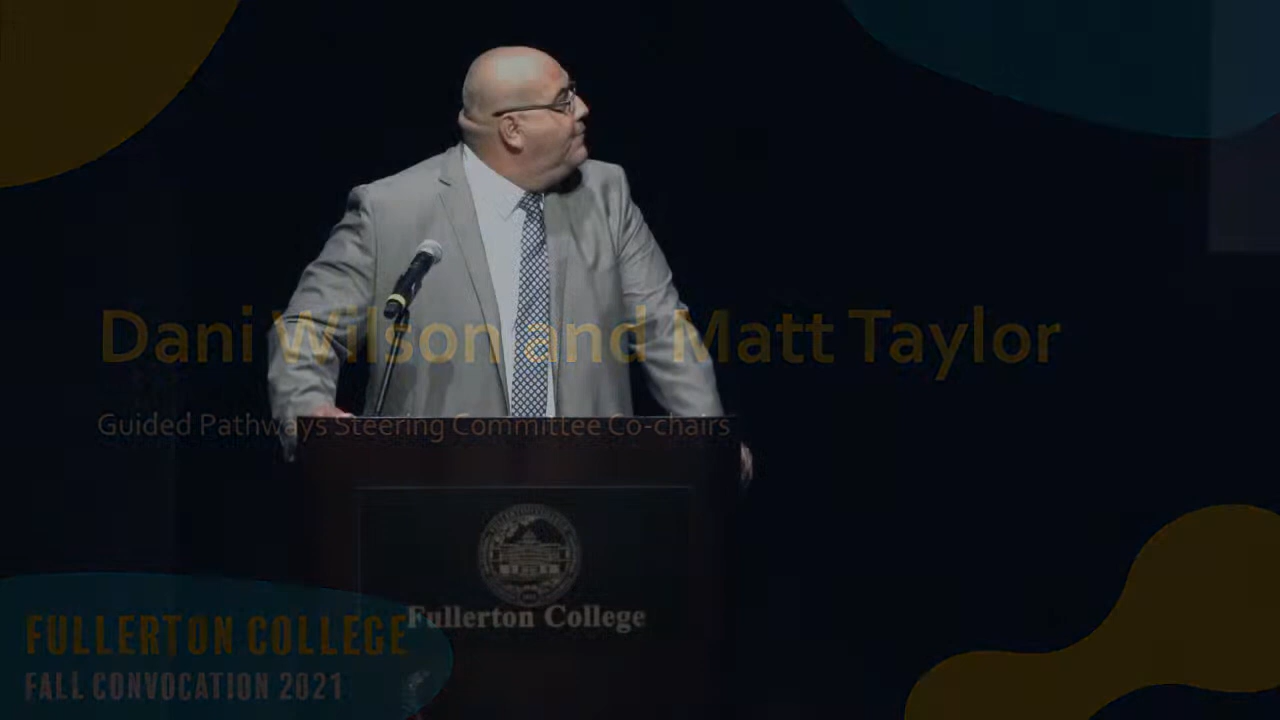 Dani Wilson and Matt Taylor
Guided Pathways Steering Committee Co-chairs
Fullerton College
FULLERTON COLLEGE
FALL CONVOCATION 2021